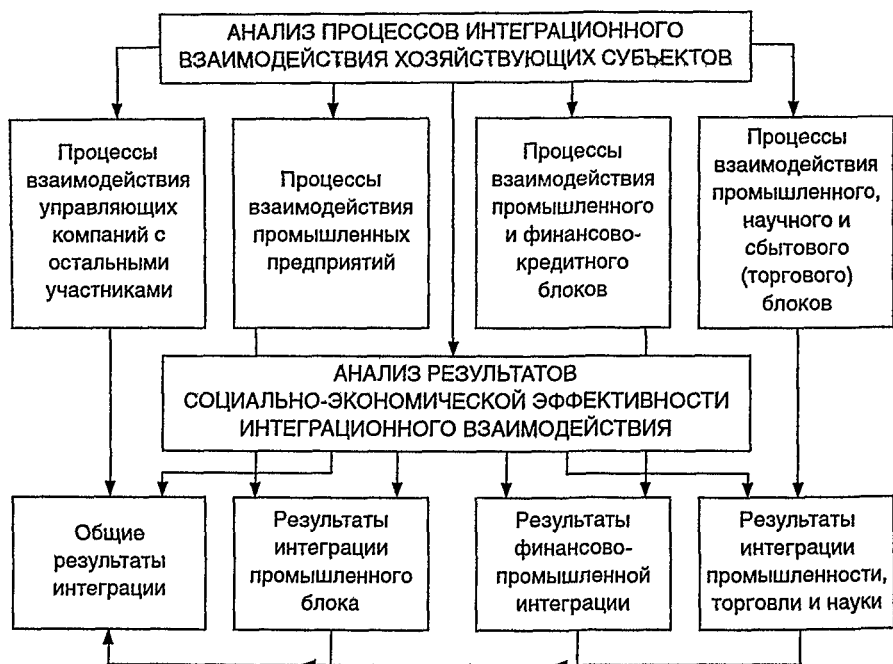 АНАЛИЗ ПРОЦЕССОВ ИНТЕГРАЦИОННОГО
ВЗАИМОДЕЙСТВИЯ ХОЗЯЙСТВУЮЩИХ СУБЪЕКТОВ
Процессы
взаимодействия
управляющих
компаний с
остальными
участниками
Процессы
взаимодействия
промышленных
предприятий
Процессы
взаимодействия
промышленного
и финансово-
кредитного
блоков
Процессы
взаимодействия
промышленного,
научного и
сбытового
(торгового)
блоков
АНАЛИЗ РЕЗУЛЬТАТОВ
СОЦИАЛЬНО-ЭКОНОМИЧЕСКОЙ ЭФФЕКТИВНОСТИ
ИНТЕГРАЦИОННОГО ВЗАИМОДЕЙСТВИЯ
Общие
результаты
интеграции
Результаты
интеграции
промышленного
блока
Результаты
финансово-
промышленной
интеграции
Результаты
интеграции
промышленности,
торговли и науки